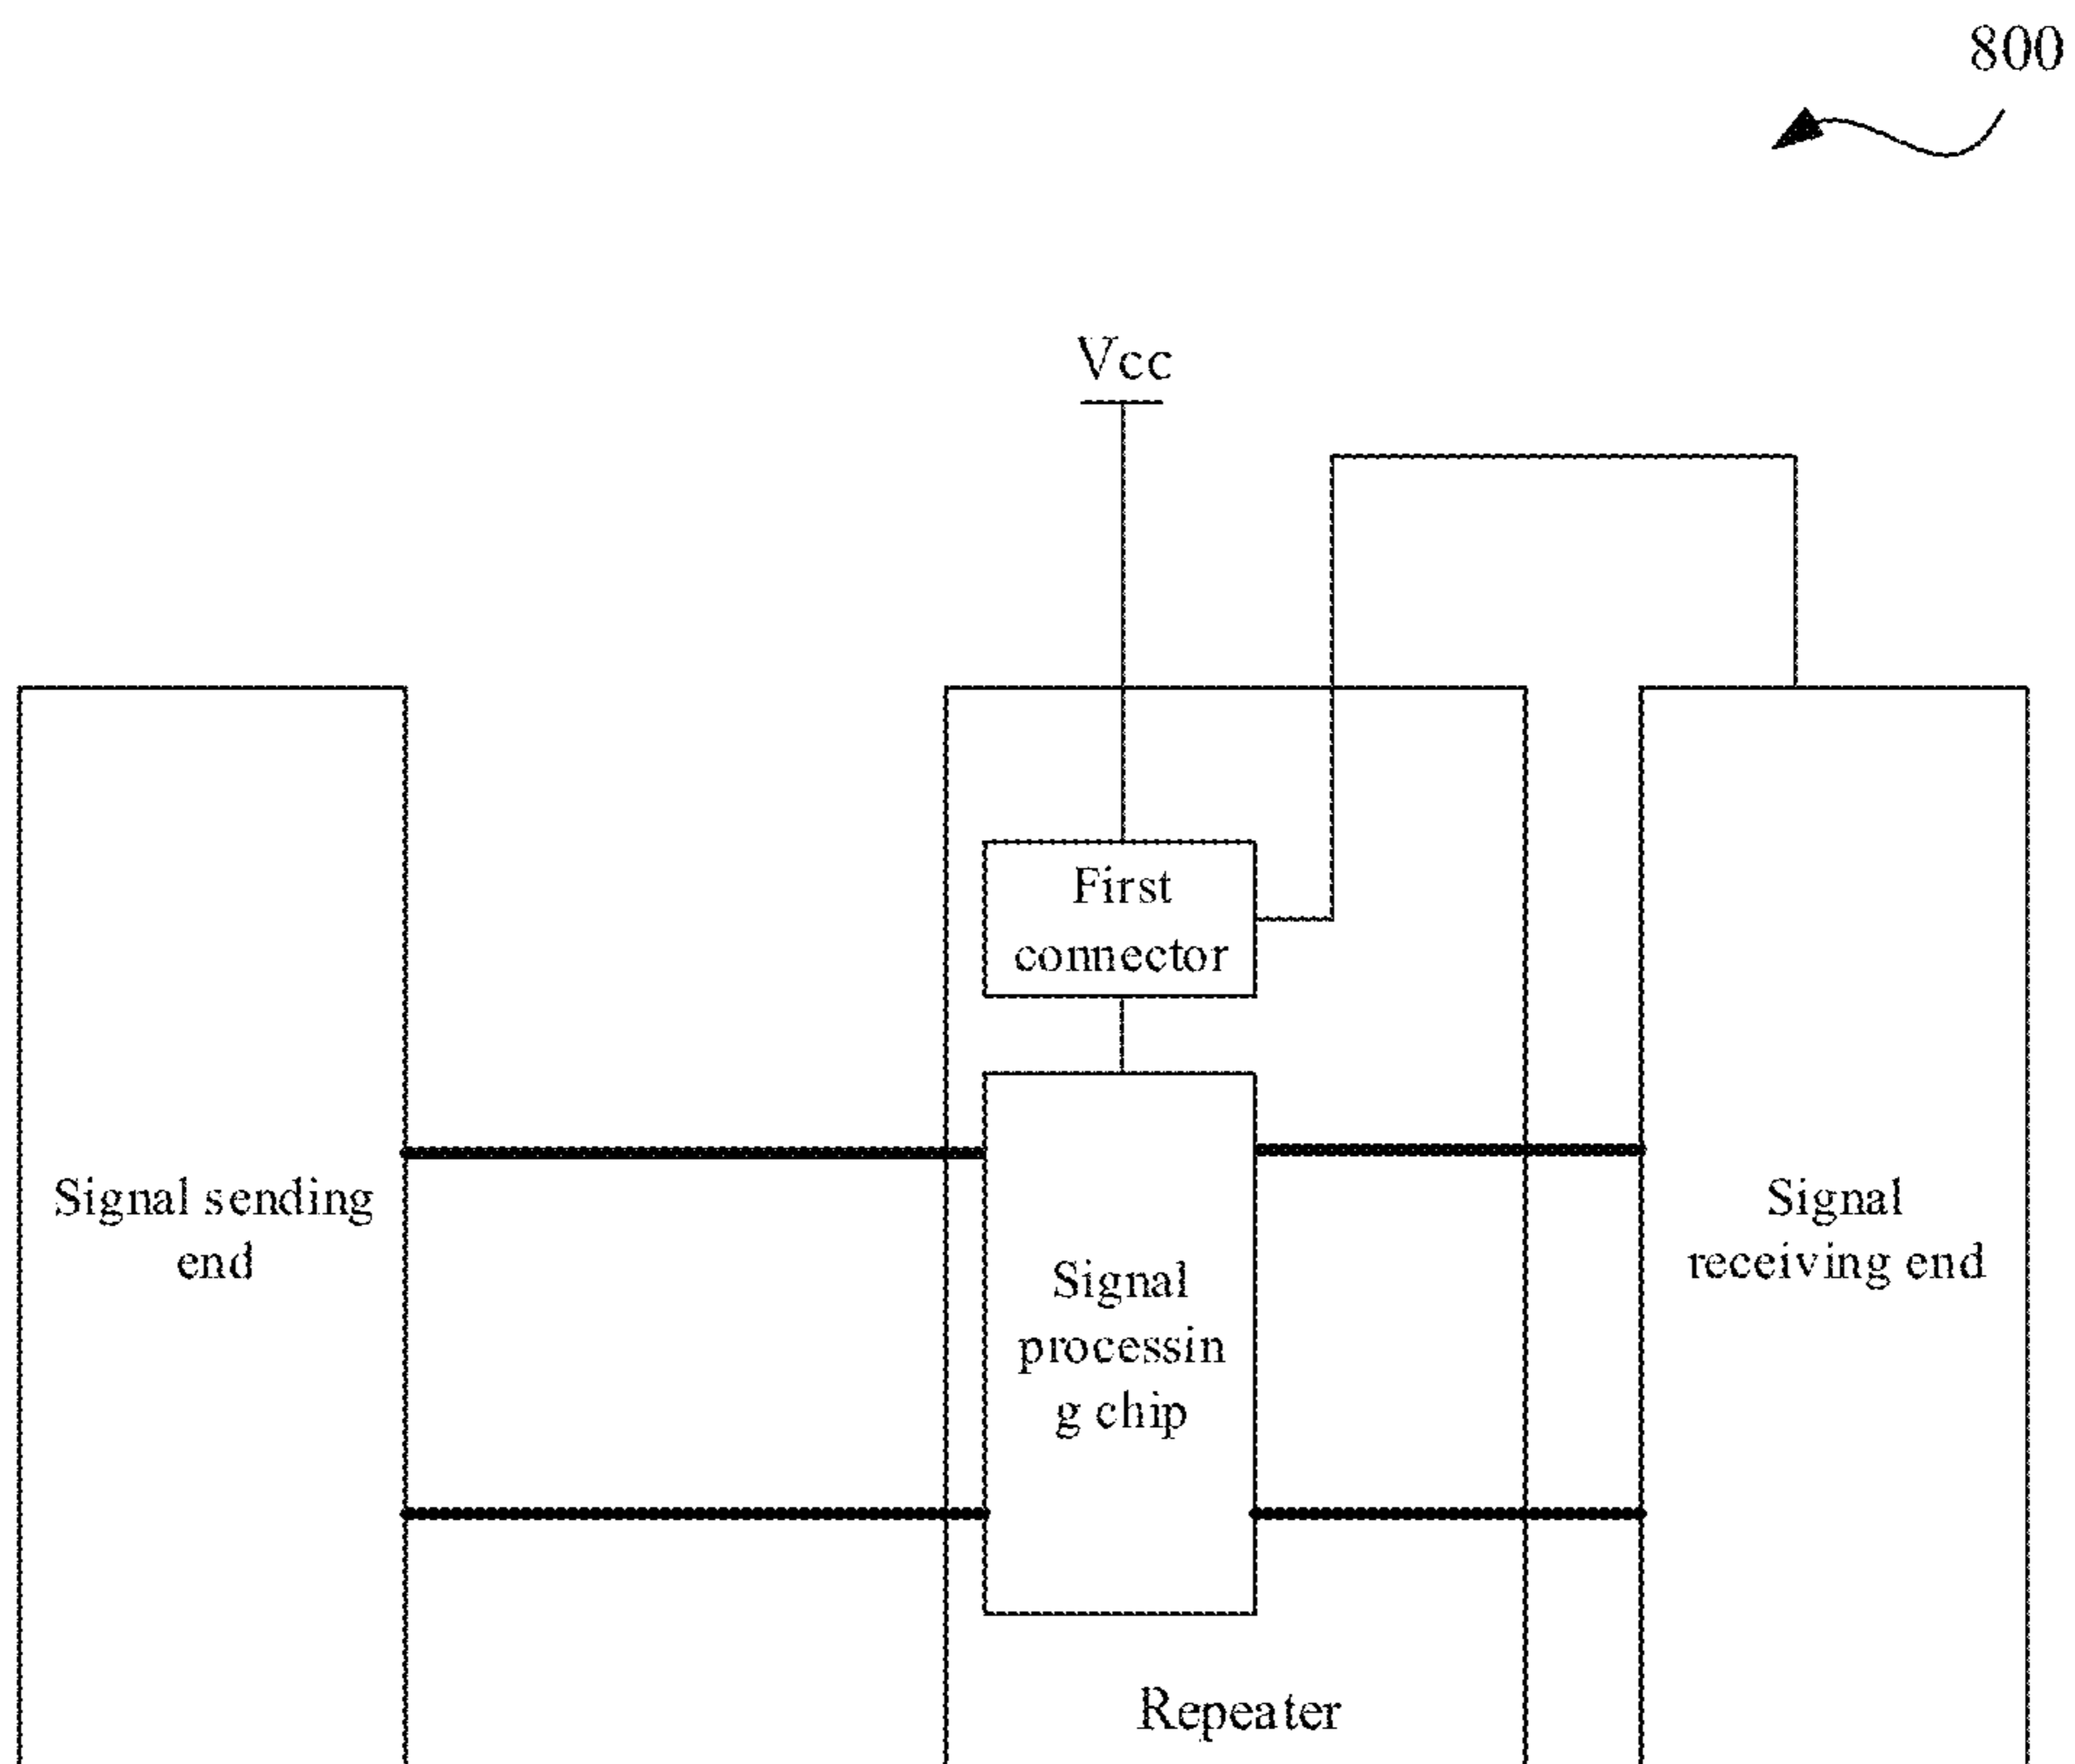 800
Vcc
First
connector
Signal sending
end
Signal
processin
g chip
Signal
receiving end
Repeater